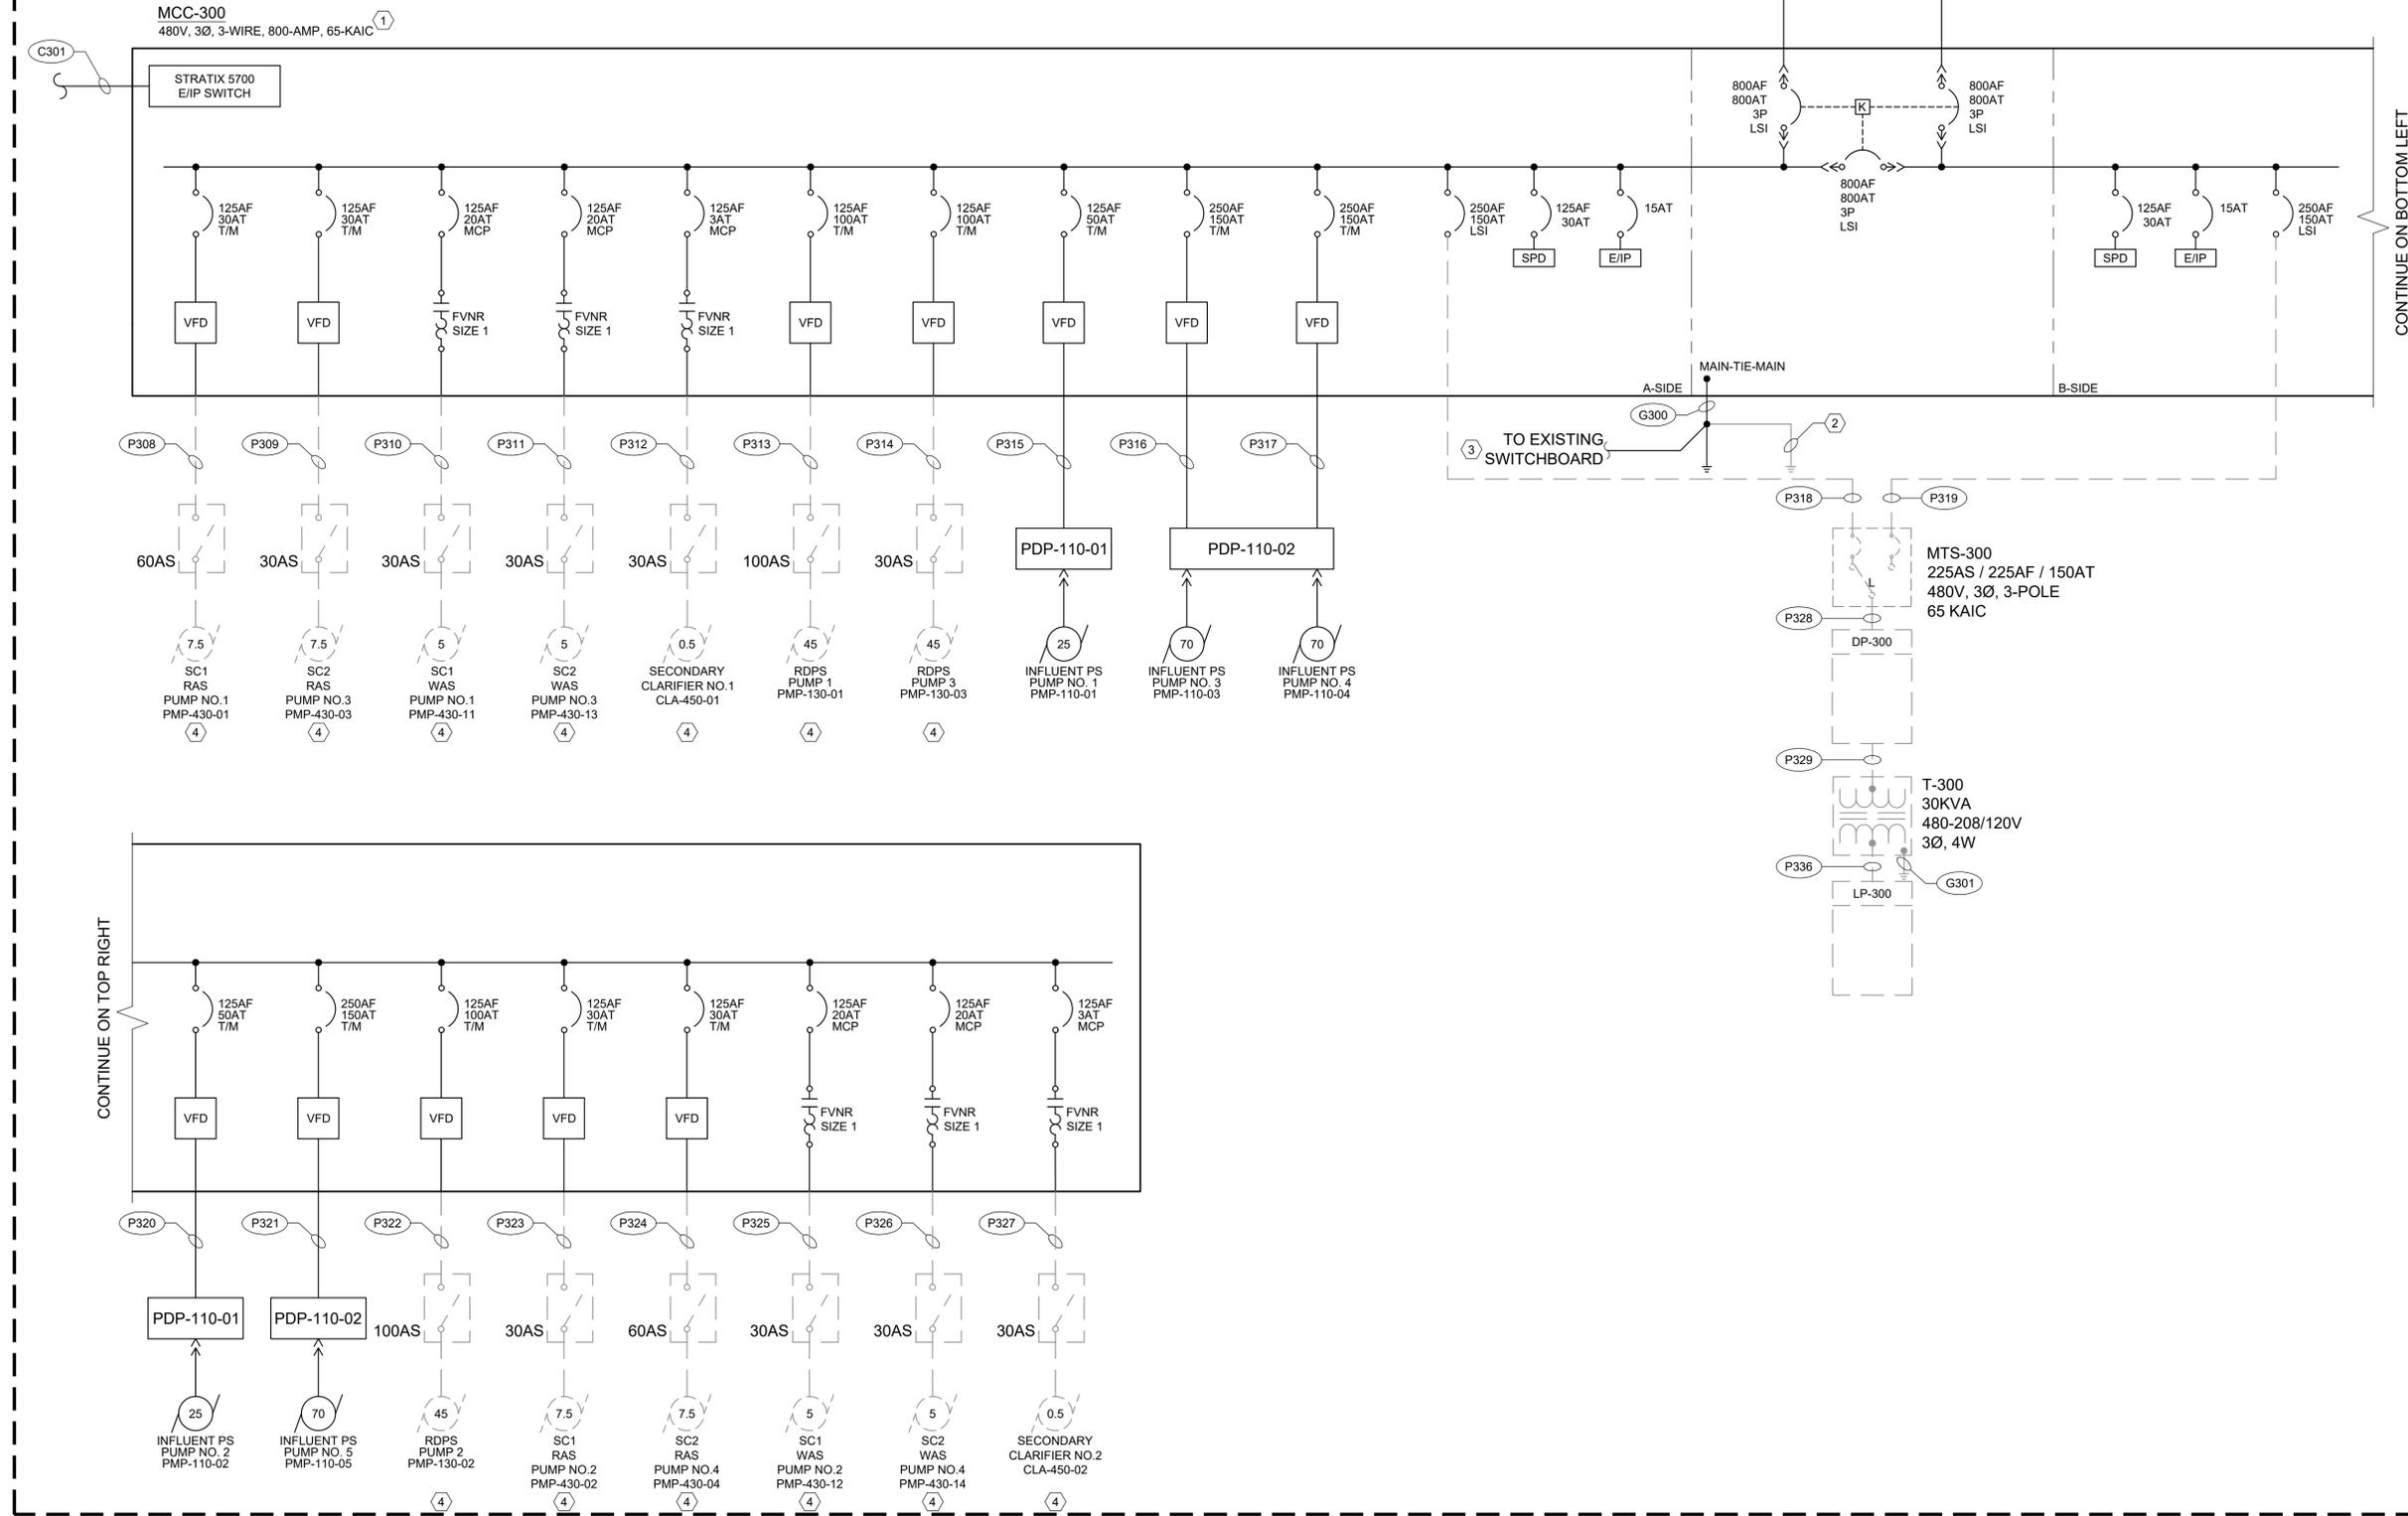 MCC-300
480V, 3Ø, 3-WIRE, 800-AMP, 65-KAIC
1
C301
STRATIX 5700
E/IP SWITCH
800AF
800AT
3P
LSI
K
800AF
800AT
3P
LSI
800AF
800AT
3P
LSI
125AF
30AT
T/M
125AF
30AT
T/M
125AF
20AT
MCP
125AF
20AT
MCP
125AF
3AT
MCP
125AF
100AT
T/M
125AF
100AT
T/M
125AF
50AT
T/M
250AF
150AT
T/M
250AF
150AT
T/M
250AF
150AT
LSI
125AF
30AT
15AT
125AF
30AT
15AT
250AF
150AT
LSI
SPD
E/IP
SPD
E/IP
VFD
VFD
FVNR
SIZE 1
FVNR
SIZE 1
FVNR
SIZE 1
VFD
VFD
VFD
VFD
VFD
MAIN-TIE-MAIN
A-SIDE
B-SIDE
CONTINUE ON BOTTOM LEFT
P308
P309
P310
P311
P312
P313
P314
P315
P316
P317
G300
2
3
TO EXISTING
SWITCHBOARD
P318
P319
60AS
30AS
30AS
30AS
30AS
100AS
30AS
PDP-110-01
PDP-110-02
MTS-300
225AS / 225AF / 150AT
480V, 3Ø, 3-POLE
65 KAIC
L
P328
DP-300
7.5
SC1
RAS
PUMP NO.1
PMP-430-01
4
7.5
SC2
RAS
PUMP NO.3
PMP-430-03
4
5
SC1
WAS
PUMP NO.1
PMP-430-11
4
5
SC2
WAS
PUMP NO.3
PMP-430-13
4
0.5
SECONDARY
CLARIFIER NO.1
CLA-450-01
4
45
RDPS
PUMP 1
PMP-130-01
4
45
RDPS
PUMP 3
PMP-130-03
4
25
INFLUENT PS
PUMP NO. 1
PMP-110-01
70
INFLUENT PS
PUMP NO. 3
PMP-110-03
70
INFLUENT PS
PUMP NO. 4
PMP-110-04
P329
T-300
30KVA
480-208/120V
3Ø, 4W
P336
G301
LP-300
CONTINUE ON TOP RIGHT
125AF
50AT
T/M
250AF
150AT
T/M
125AF
100AT
T/M
125AF
30AT
T/M
125AF
30AT
T/M
125AF
20AT
MCP
125AF
20AT
MCP
125AF
3AT
MCP
VFD
VFD
VFD
VFD
VFD
FVNR
SIZE 1
FVNR
SIZE 1
FVNR
SIZE 1
P320
P321
P322
P323
P324
P325
P326
P327
PDP-110-01
PDP-110-02
100AS
30AS
60AS
30AS
30AS
30AS
25
INFLUENT PS
PUMP NO. 2
PMP-110-02
70
INFLUENT PS
PUMP NO. 5
PMP-110-05
45
RDPS
PUMP 2
PMP-130-02
4
7.5
SC1
RAS
PUMP NO.2
PMP-430-02
4
7.5
SC2
RAS
PUMP NO.4
PMP-430-04
4
5
SC1
WAS
PUMP NO.2
PMP-430-12
4
5
SC2
WAS
PUMP NO.4
PMP-430-14
4
0.5
SECONDARY
CLARIFIER NO.2
CLA-450-02
4